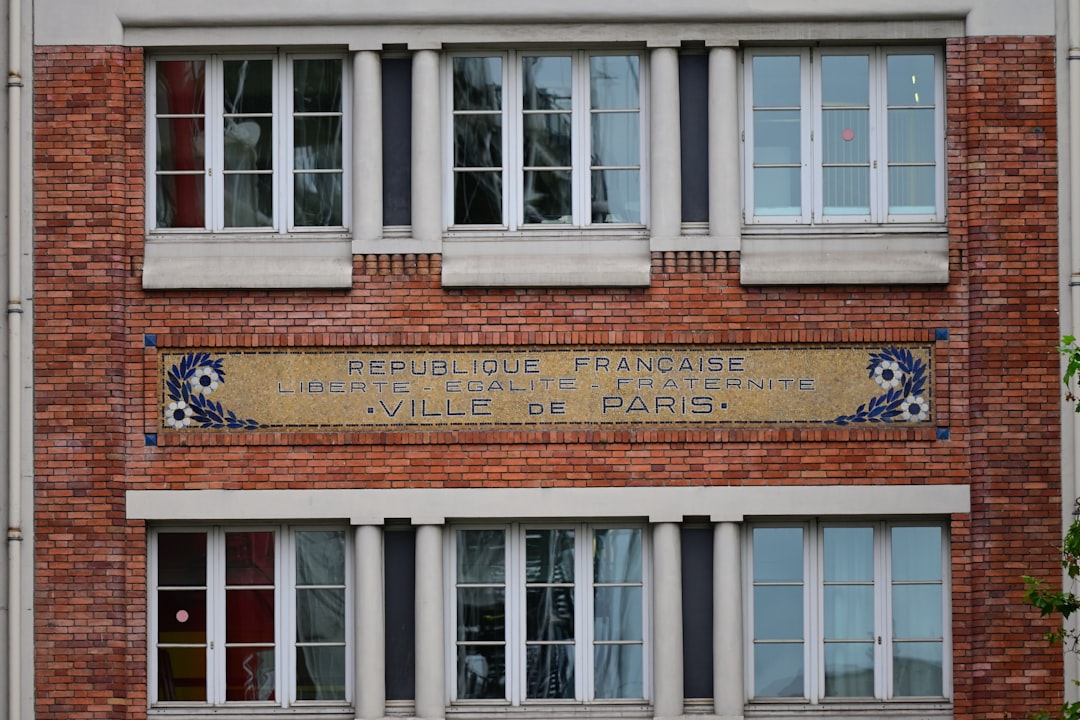 REPUBLIQUE FRANÇAISE
LIBERTE - EGALITE - FRATERNITE
·VILLE DE PARIS·